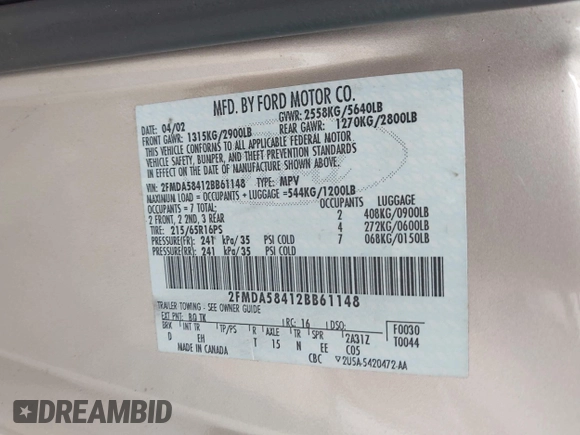 MFD. BY FORD MOTOR CO.
DATE: 04/02 GVWR: 2558KG/5640LB
FRONT GAWR: 1315KG/2900LB REAR GAWR: 1270KG/2800LB
THIS VEHICLE CONFORMS TO ALL APPLICABLE FEDERAL MOTOR
VEHICLE SAFETY, BUMPER, AND THEFT PREVENTION STANDARDS
IN EFFECT ON THE DATE OF MANUFACTURE SHOWN ABOVE.
VIN: 2FMDA58412BB61148 TYPE: MPV
MAXIMUM LOAD = OCCUPANTS + LUGGAGE = 544KG/1200LB
OCCUPANTS = 7 TOTAL; OCCUPANTS LUGGAGE
2 FRONT, 2 2ND, 3 REAR 2 408KG/0900LB
TIRE: 215/65R16PS 4 272KG/0600LB
PRESSURE(FR): 241 kPa/35 PSI COLD 7 068KG/0150LB
PRESSURE(RR): 241 kPa/35 PSI COLD
2FMDA58412BB61148
TRAILER TOWING - SEE OWNER GUIDE
EXT PNT: BQ TK RC: 16 DSO: F0030
BRK INT TR TP/PS R AXLE TR SPR 2A31Z T0044
D EH T 15 N EE COS
MADE IN CANADA CBC 2U5A-5420472-AA
DREAMBID